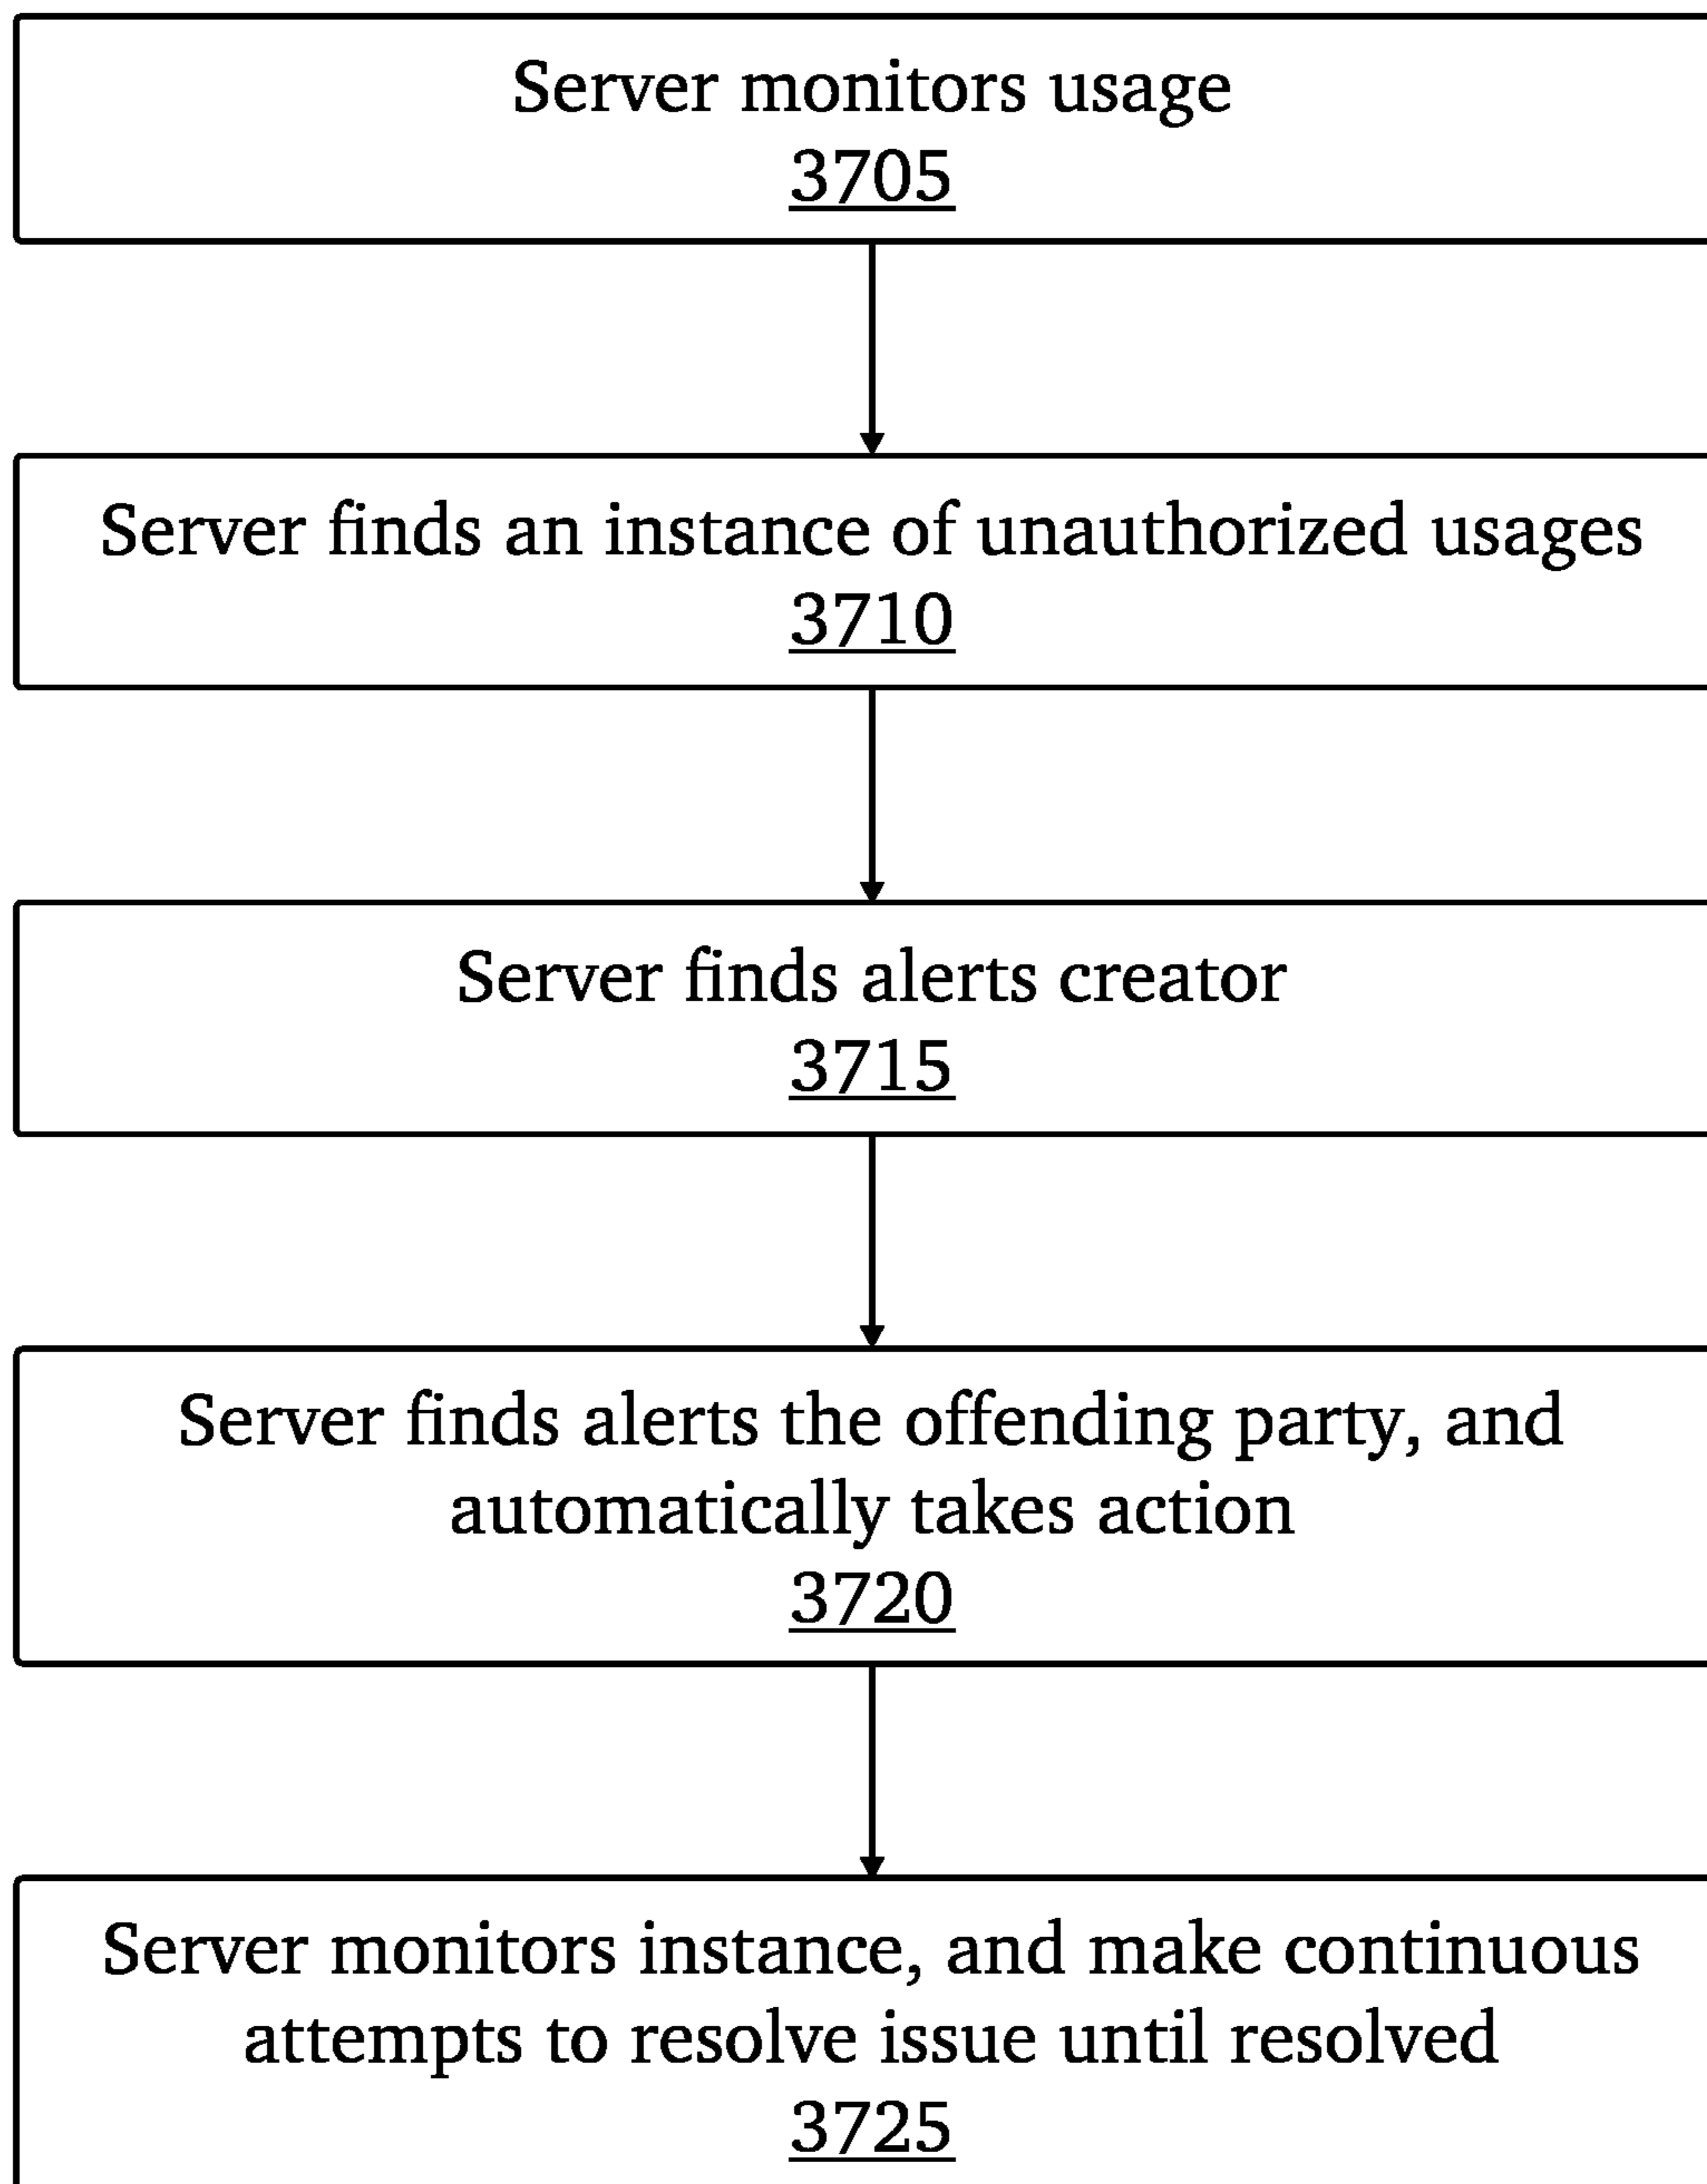 Server monitors usage
3705
Server finds an instance of unauthorized usages
3710
Server finds alerts creator
3715
Server finds alerts the offending party, and
automatically takes action
3720
Server monitors instance, and make continuous
attempts to resolve issue until resolved
3725